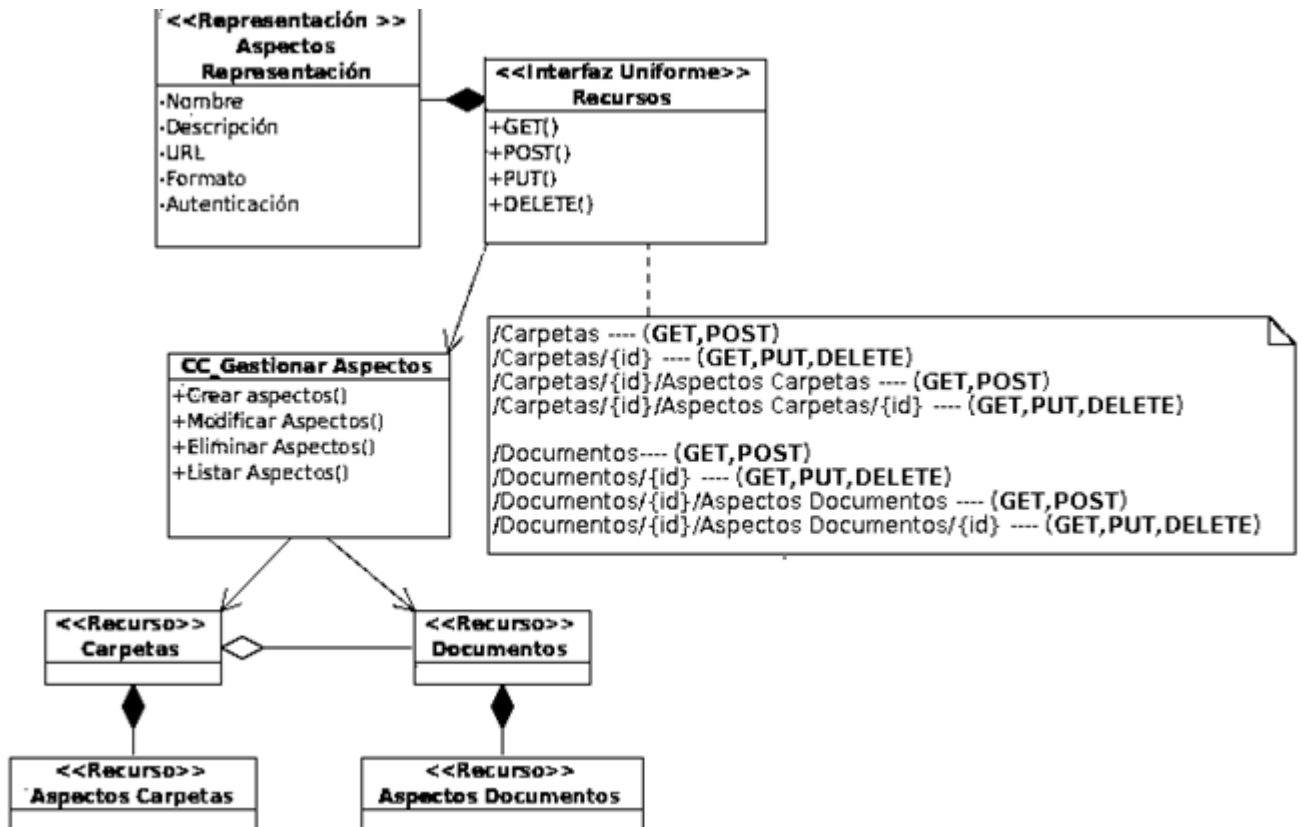 <<Representación >>
Aspectos
Representación
-Nombre
-Descripción
-URL
-Formato
-Autenticación
<<Interfaz Uniforme>>
Recursos
+GET()
+POST()
+PUT()
+DELETE()
CC_Gestionar Aspectos
+Crear aspectos()
+Modificar Aspectos()
+Eliminar Aspectos()
+Listar Aspectos()
/Carpetas ---- (GET,POST)
/Carpetas/{id} ---- (GET,PUT,DELETE)
/Carpetas/{id}/Aspectos Carpetas ---- (GET,POST)
/Carpetas/{id}/Aspectos Carpetas/{id} ---- (GET,PUT,DELETE)
/Documentos---- (GET,POST)
/Documentos/{id} ---- (GET,PUT,DELETE)
/Documentos/{id}/Aspectos Documentos ---- (GET,POST)
/Documentos/{id}/Aspectos Documentos/{id} ---- (GET,PUT,DELETE)
<<Recurso>>
Carpetas
<<Recurso>>
Documentos
<<Recurso>>
Aspectos Carpetas
<<Recurso>>
Aspectos Documentos